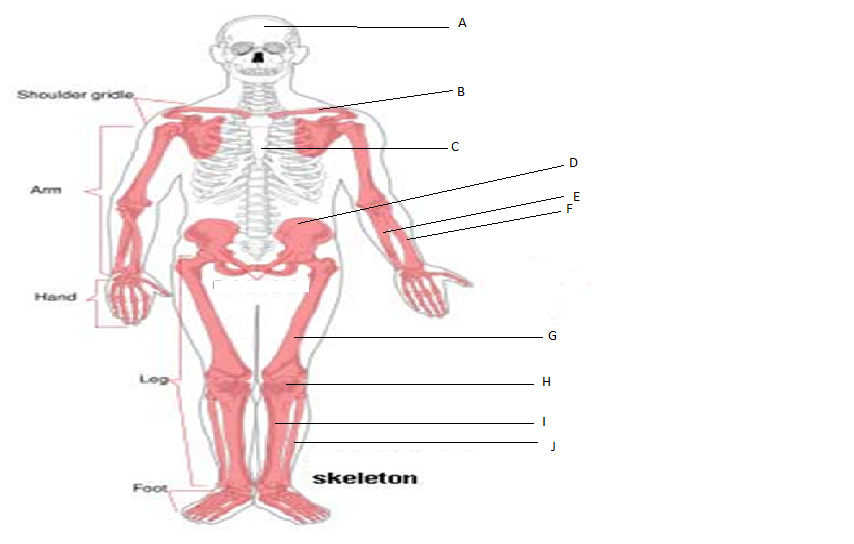 A
Shoulder gridle
B
C
D
Arm
E
F
Hand
G
Leg
H
I
J
skeleton
Foot